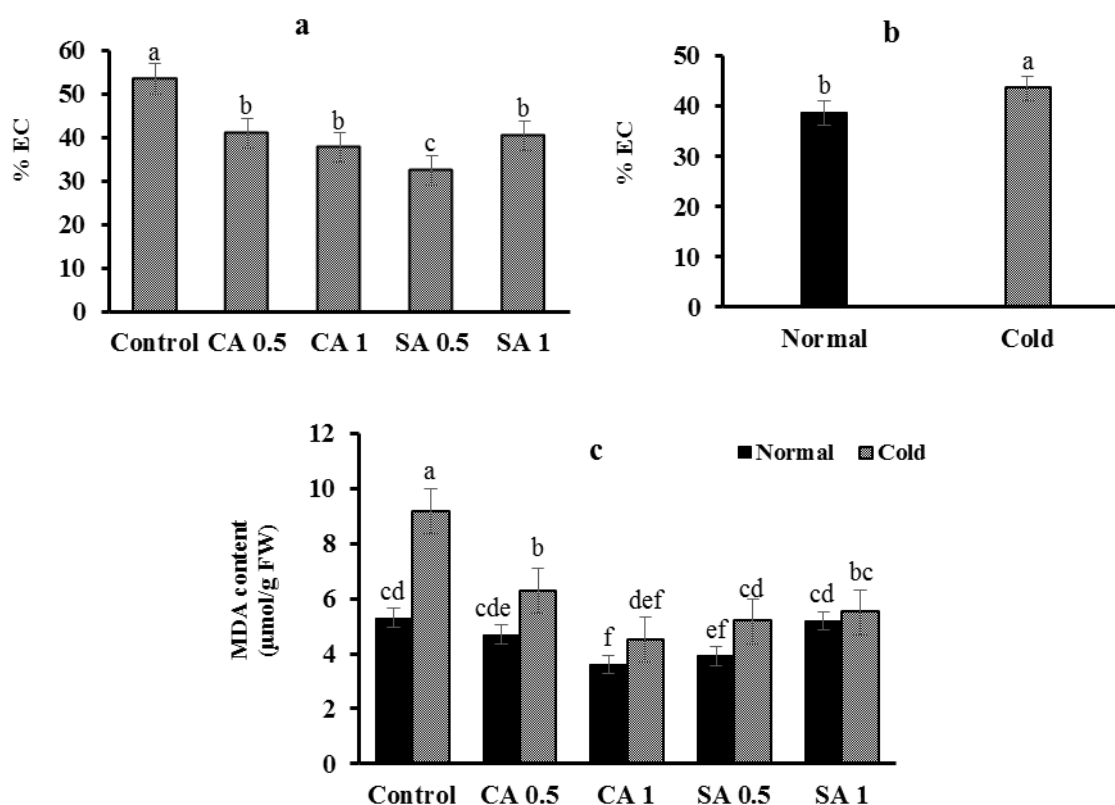 a
% EC
60
50
40
30
20
10
0
a
b
b
c
b
Control CA 0.5 CA 1 SA 0.5 SA 1
b
% EC
50
40
30
20
10
0
b
a
Normal Cold
c
Normal Cold
MDA content
(µmol/g FW)
12
10
8
6
4
2
0
cd
a
cde
b
f
def
ef
cd
cd
bc
Control CA 0.5 CA 1 SA 0.5 SA 1